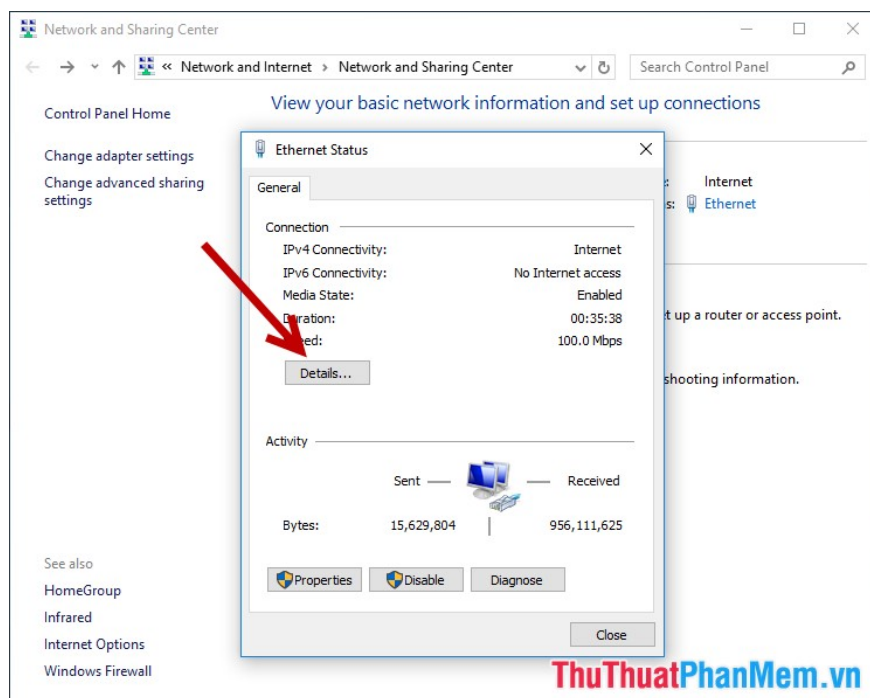 Network and Sharing Center
« Network and Internet › Network and Sharing Center
Search Control Panel
Control Panel Home
Change adapter settings
Change advanced sharing
settings
See also
HomeGroup
Infrared
Internet Options
Windows Firewall
View your basic network information and set up connections
Internet
Ethernet
t up a router or access point.
shooting information.
Ethernet Status
General
Connection
IPv4 Connectivity: Internet
IPv6 Connectivity: No Internet access
Media State: Enabled
Duration: 00:35:38
eed: 100.0 Mbps
Details...
Activity
Sent Received
Bytes: 15,629,804 956,111,625
Properties Disable Diagnose
Close
ThuThuatPhanMem.vn